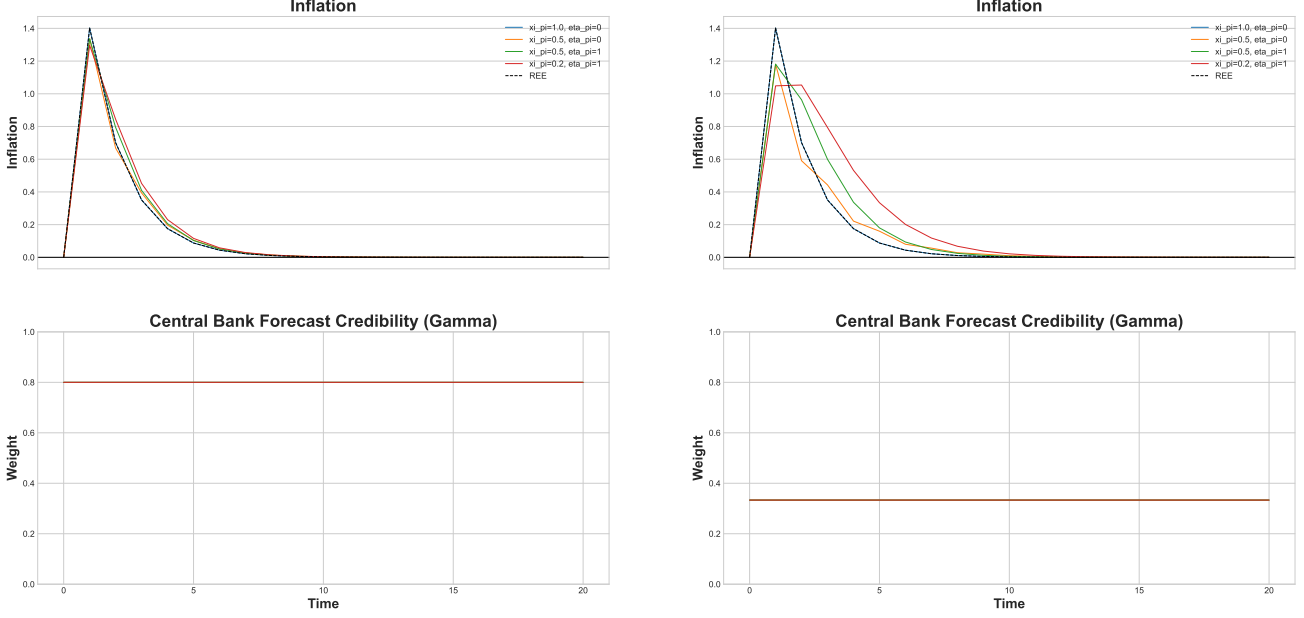 Inflation
Inflation
1.4
1.2
1.0
0.8
0.6
0.4
0.2
0.0
xi_pi=1.0, eta_pi=0
xi_pi=0.5, eta_pi=0
xi_pi=0.5, eta_pi=1
xi_pi=0.2, eta_pi=1
REE
Inflation
Inflation
1.4
1.2
1.0
0.8
0.6
0.4
0.2
0.0
xi_pi=1.0, eta_pi=0
xi_pi=0.5, eta_pi=0
xi_pi=0.5, eta_pi=1
xi_pi=0.2, eta_pi=1
REE
Central Bank Forecast Credibility (Gamma)
Weight
1.0
0.8
0.6
0.4
0.2
0.0
0 5 10 15 20
Time
Central Bank Forecast Credibility (Gamma)
Weight
1.0
0.8
0.6
0.4
0.2
0.0
0 5 10 15 20
Time